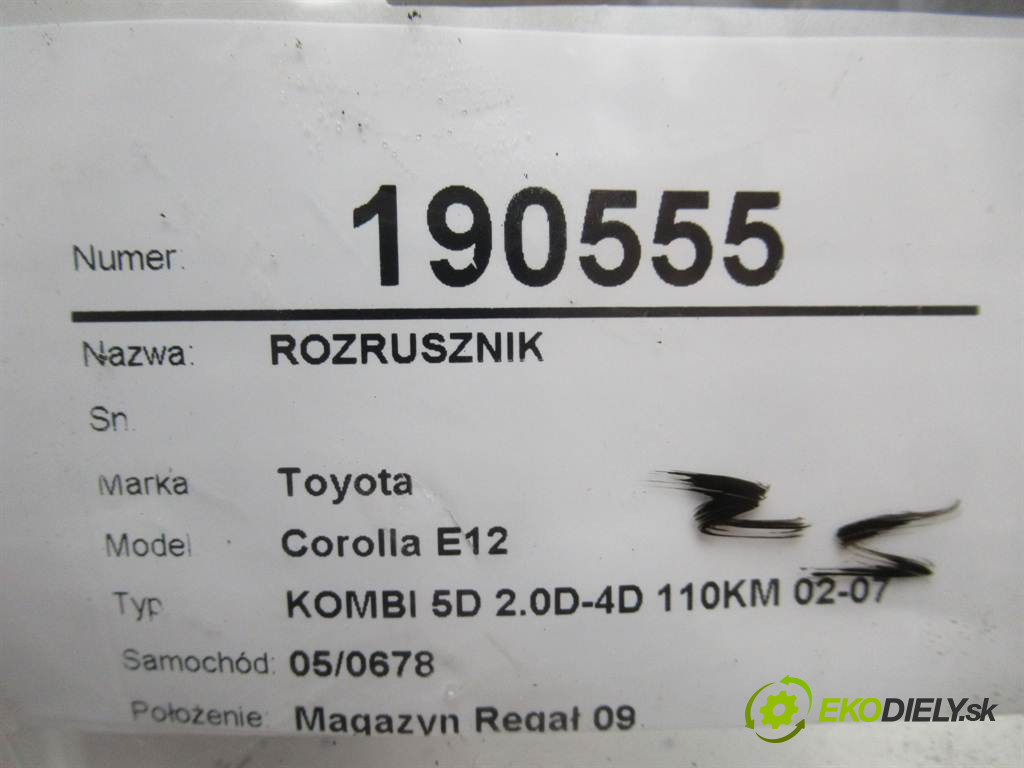 Numer: 190555
Nazwa: ROZRUSZNIK
Sn
Marka Toyota
Model Corolla E12
Typ KOMBI 5D 2.0D-4D 110KM 02-07
Samochód: 05/0678
Położenie: Magazyn Regał 09
EKODIELY.sk